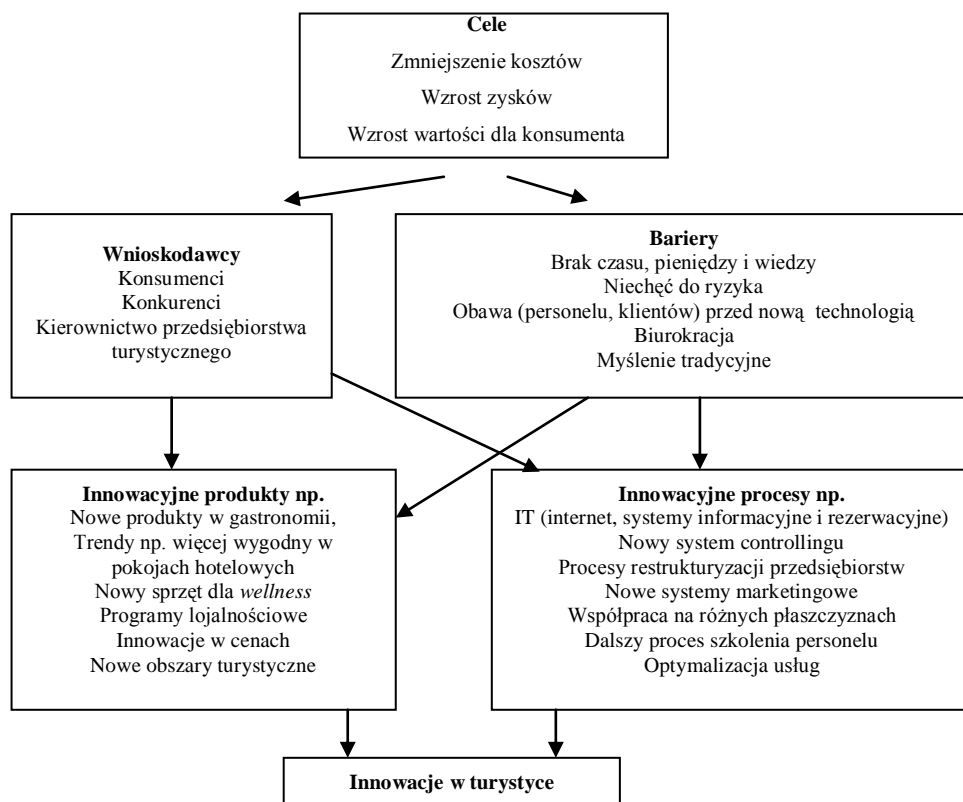 Cele
Zmniejszenie kosztów
Wzrost zysków
Wzrost wartości dla konsumenta
Wnioskodawcy
Konsumenci
Konkurenci
Kierownictwo przedsiębiorstwa
turystycznego
Bariery
Brak czasu, pieniędzy i wiedzy
Niechęć do ryzyka
Obawa (personelu, klientów) przed nową technologią
Biurokracja
Myślenie tradycyjne
Innowacyjne produkty np.
Nowe produkty w gastronomii,
Trendy np. więcej wygodny w
pokojach hotelowych
Nowy sprzęt dla wellness
Programy lojalnościowe
Innowacje w cenach
Nowe obszary turystyczne
Innowacyjne procesy np.
IT (internet, systemy informacyjne i rezerwacyjne)
Nowy system controllingu
Procesy restrukturyzacji przedsiębiorstw
Nowe systemy marketingowe
Współpraca na różnych płaszczyznach
Dalszy proces szkolenia personelu
Optymalizacja usług
Innowacje w turystyce